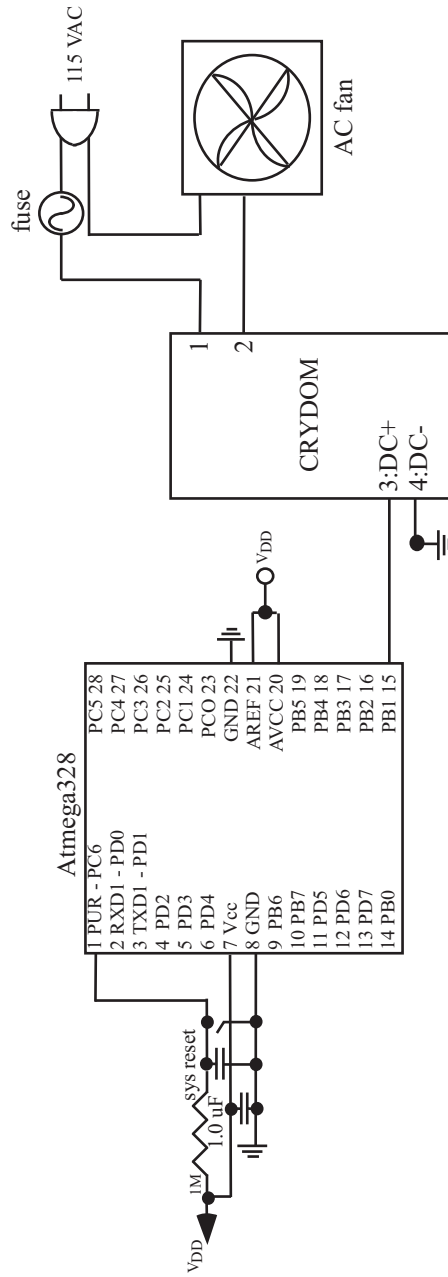 115 VAC
fuse
AC fan
1
2
CRYDOM
3:DC+
4:DC-
VDD
Atmega328
1 PUR - PC6
2 RXD1 - PD0
3 TXD1 - PD1
4 PD2
5 PD3
6 PD4
7 Vcc
8 GND
9 PB6
10 PB7
11 PD5
12 PD6
13 PD7
14 PB0
PC5 28
PC4 27
PC3 26
PC2 25
PC1 24
PCO 23
GND 22
AREF 21
AVCC 20
PB5 19
PB4 18
PB3 17
PB2 16
PB1 15
sys reset
1M
1.0 uF
VDD